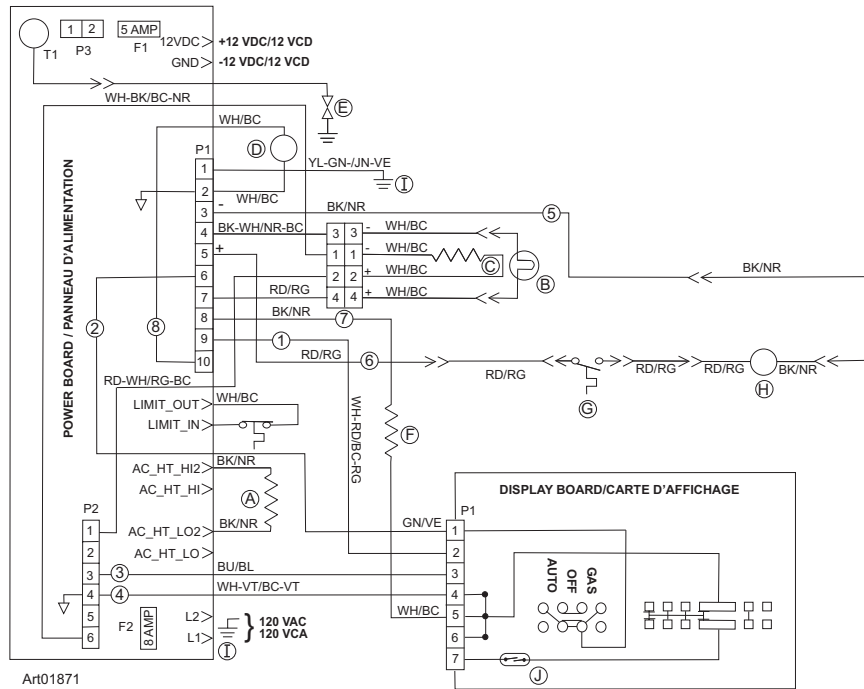 1 2
5 AMP
T1
P3
F1
12VDC
+12 VDC/12 VCD
GND
-12 VDC/12 VCD
WH-BK/BC-NR
E
WH/BC
D
P1
YL-GN-/JN-VE
I
1
2
3
4
5
6
7
8
9
10
WH/BC
-
BK/NR
5
BK-WH/NR-BC
+
3 3
1 1
2 2
4 4
- WH/BC
- WH/BC
+ WH/BC
+ WH/BC
C
B
BK/NR
POWER BOARD / PANNEAU D'ALIMENTATION
2
8
RD/RG
BK/NR
7
1
RD/RG
6
RD/RG
G
RD/RG
RD/RG
H
BK/NR
RD-WH/RG-BC
LIMIT_OUT
WH/BC
LIMIT_IN
WH-RD/BC-RG
F
AC_HT_HI2
BK/NR
AC_HT_HI
A
AC_HT_LO2
BK/NR
AC_HT_LO
P2
1
2
3
4
5
6
3
BU/BL
4
WH-VT/BC-VT
F2
8 AMP
L2
L1
I
120 VAC
120 VCA
DISPLAY BOARD/CARTE D'AFFICHAGE
P1
GN/VE
WH/BC
1
2
3
4
5
6
7
AUTO
OFF
GAS
J
Art01871